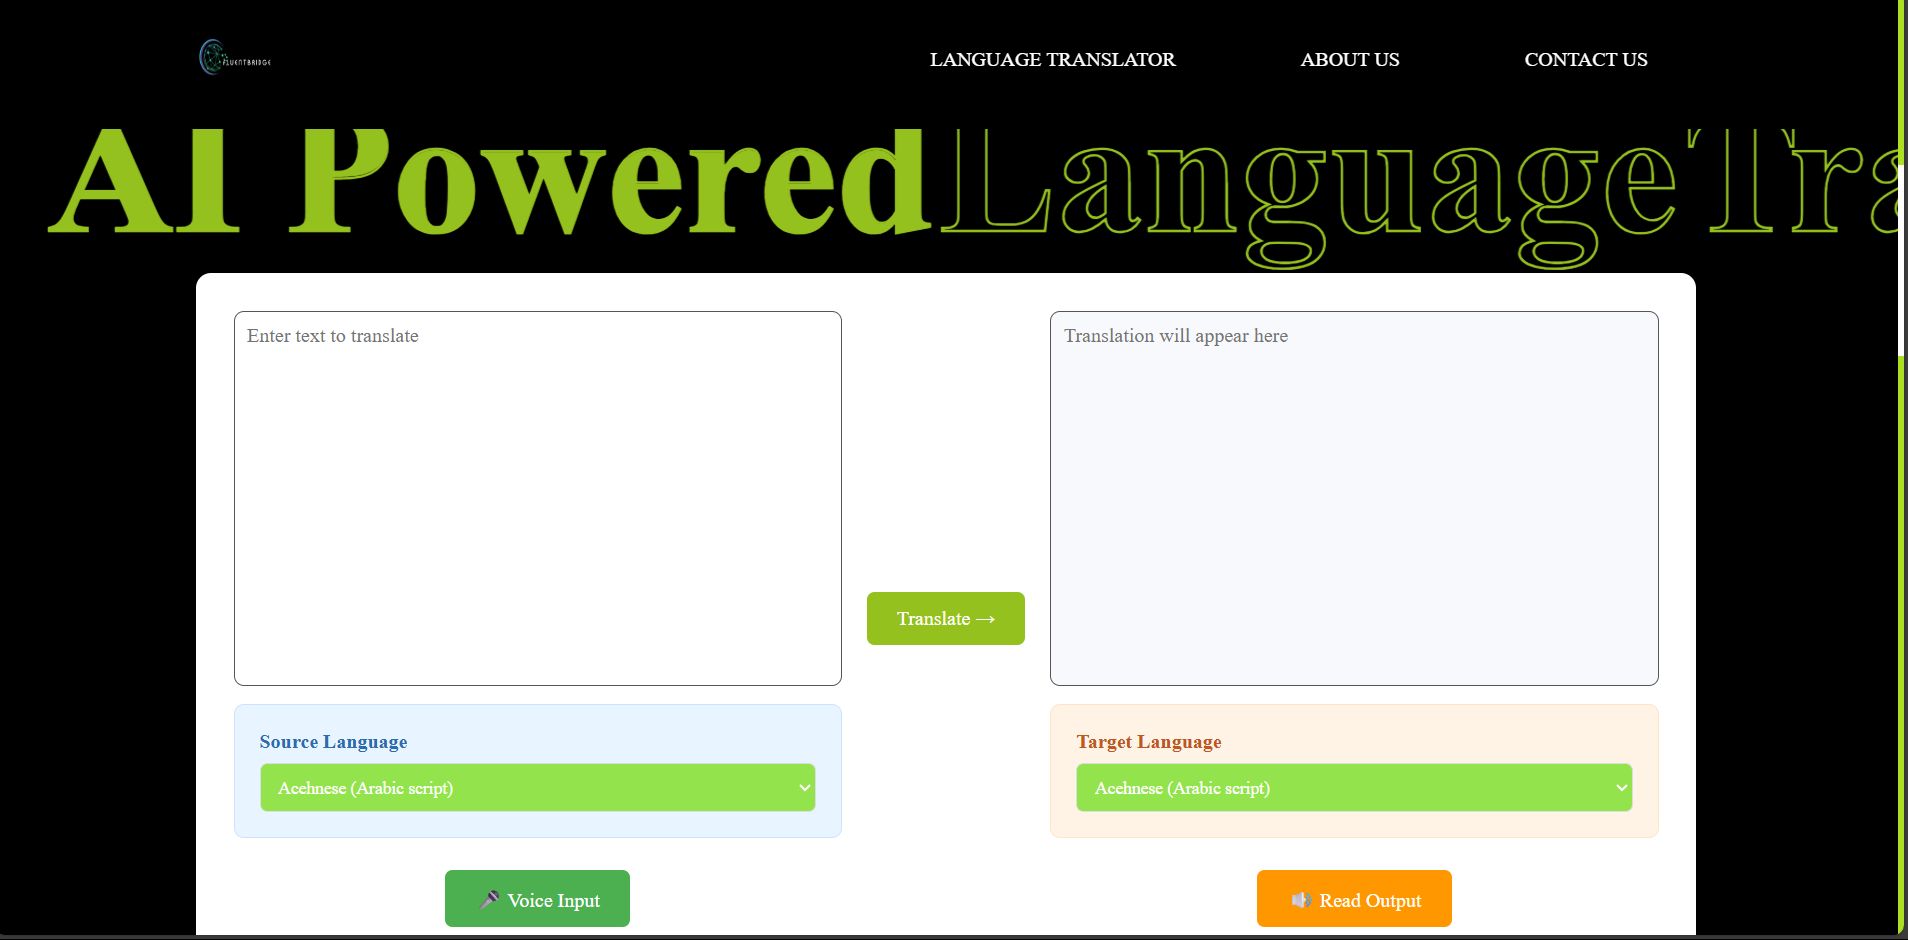 FLUENTBRIDGE
LANGUAGE TRANSLATOR
ABOUT US
CONTACT US
AI Powered Language Tra
Enter text to translate
Translation will appear here
Translate →
Source Language
Acehnese (Arabic script)
Target Language
Acehnese (Arabic script)
Voice Input
Read Output